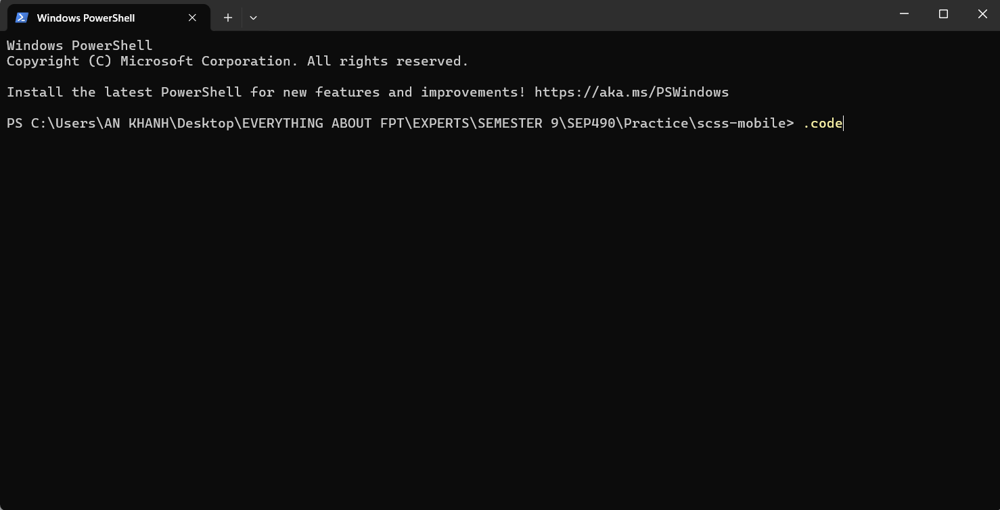 Windows PowerShell
Windows PowerShell
Copyright (C) Microsoft Corporation. All rights reserved.
Install the latest PowerShell for new features and improvements! https://aka.ms/PSWindows
PS C:\Users\AN KHANH\Desktop\EVERYTHING ABOUT FPT\EXPERTS\SEMESTER 9\SEP490\Practice\scss-mobile> .code